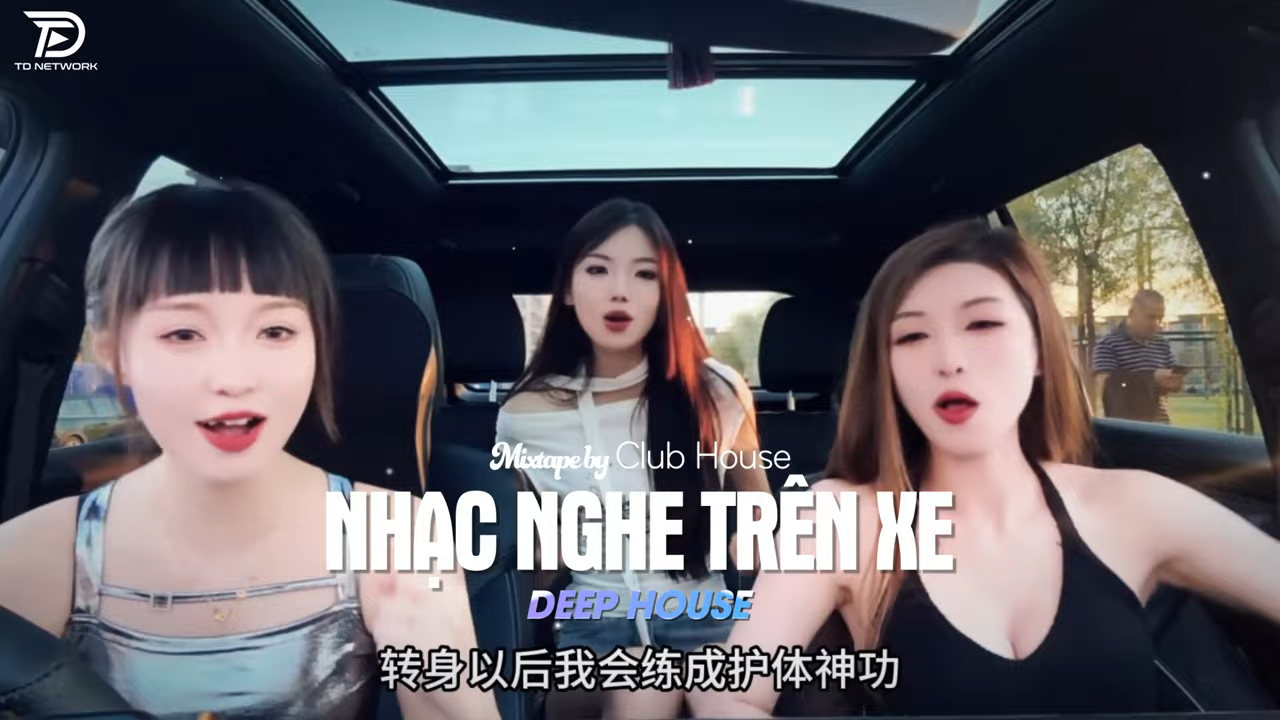 TD NETWORK
Mixtape by Club House
NHẠC NGHE TRÊN XE
DEEP HOUSE
转身以后我会练成护体神功